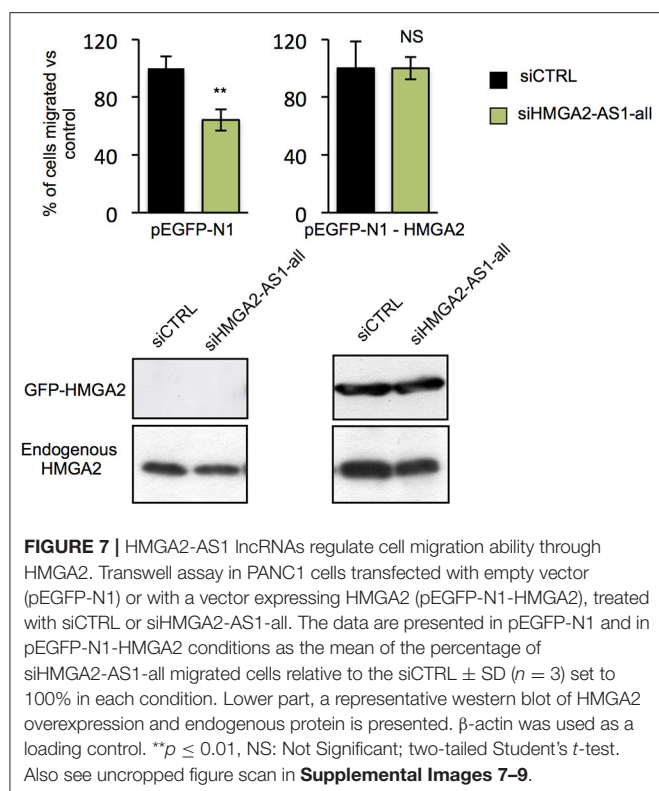 120
80
40
0
% of cells migrated vs
control
**
pEGFP-N1
120
80
40
0
NS
pEGFP-N1 - HMGA2
siCTRL
siHMGA2-AS1-all
siCTRL
siHMGA2-AS1-all
siCTRL
siHMGA2-AS1-all
GFP-HMGA2
Endogenous
HMGA2
FIGURE 7 | HMGA2-AS1 lncRNAs regulate cell migration ability through
HMGA2. Transwell assay in PANC1 cells transfected with empty vector
(pEGFP-N1) or with a vector expressing HMGA2 (pEGFP-N1-HMGA2), treated
with siCTRL or siHMGA2-AS1-all. The data are presented in pEGFP-N1 and in
pEGFP-N1-HMGA2 conditions as the mean of the percentage of
siHMGA2-AS1-all migrated cells relative to the siCTRL ± SD (n = 3) set to
100% in each condition. Lower part, a representative western blot of HMGA2
overexpression and endogenous protein is presented. β-actin was used as a
loading control. **p ≤ 0.01, NS: Not Significant; two-tailed Student's t-test.
Also see uncropped figure scan in Supplemental Images 7–9.